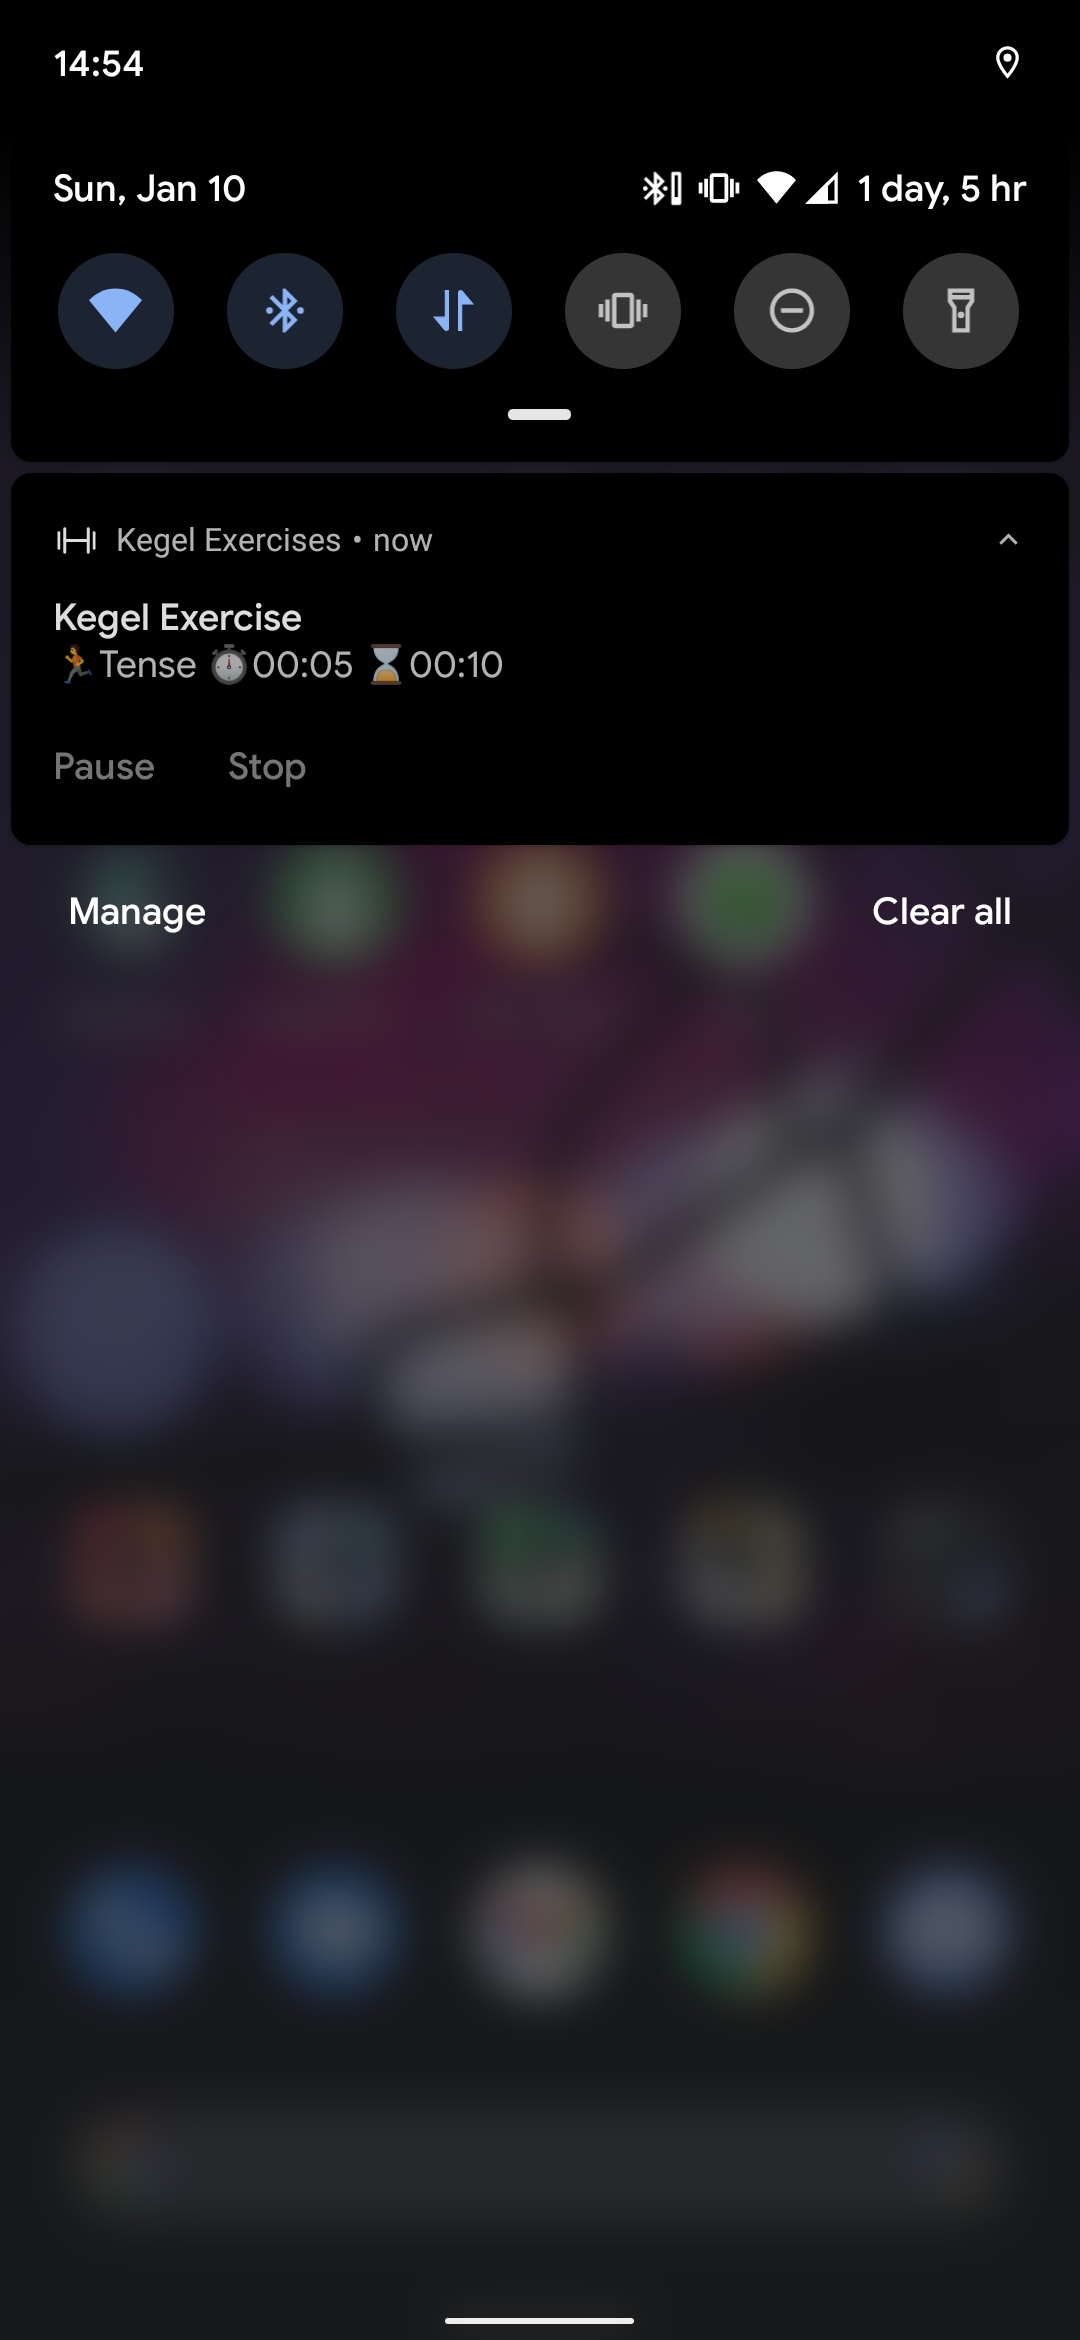 14:54
Sun, Jan 10 1 day, 5 hr
Kegel Exercises • now
Kegel Exercise
🏃Tense ⏱00:05 ⏳00:10
Pause Stop
Manage Clear all